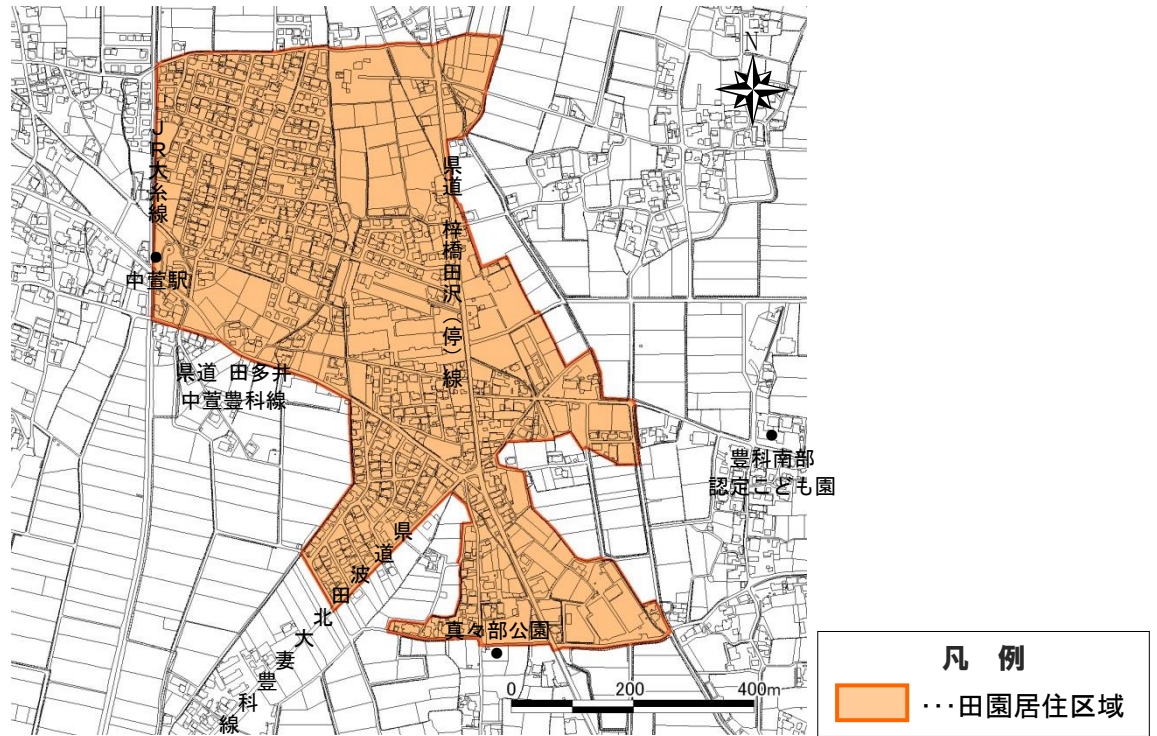 N
JR大糸線
県道 梓橋田沢（停）線
中萱駅
県道 田多井
中萱豊科線
豊科南部
認定こども園
県道波田北大妻豊科線
真々部公園
0 200 400m
凡 例
･･･田園居住区域